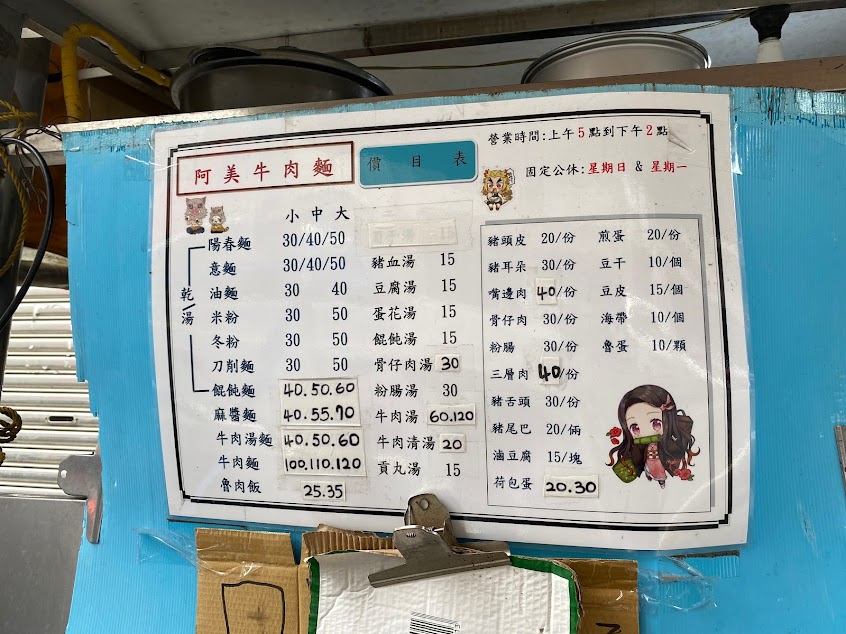 阿美牛肉麵
價目表
營業時間:上午5點到下午2點
固定公休:星期日 & 星期一
小 中 大
乾/湯
陽春麵 30/40/50
意麵 30/40/50
油麵 30 40
米粉 30 50
冬粉 30 50
刀削麵 30 50
餛飩麵 40.50.60
麻醬麵 40.55.70
牛肉湯麵 40.50.60
牛肉麵 100.110.120
魯肉飯 25.35
15
豬血湯 15
豆腐湯 15
蛋花湯 15
餛飩湯 15
骨仔肉湯 30
粉腸湯 30
牛肉湯 60.120
牛肉清湯 20
貢丸湯 15
豬頭皮 20/份
豬耳朵 30/份
嘴邊肉 40/份
骨仔肉 30/份
粉腸 30/份
三層肉 40/份
豬舌頭 30/份
豬尾巴 20/倆
滷豆腐 15/塊
荷包蛋 20.30
煎蛋 20/份
豆干 10/個
豆皮 15/個
海帶 10/個
魯蛋 10/顆